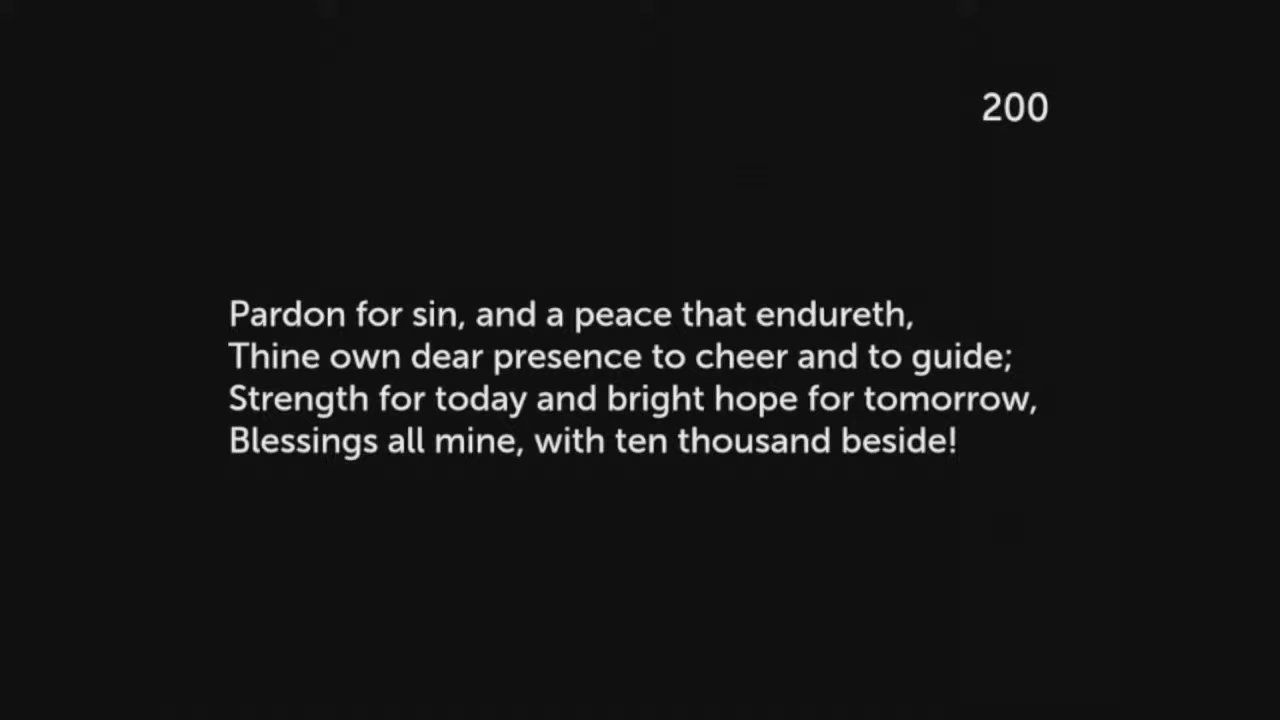 200
Pardon for sin, and a peace that endureth,
Thine own dear presence to cheer and to guide;
Strength for today and bright hope for tomorrow,
Blessings all mine, with ten thousand beside!